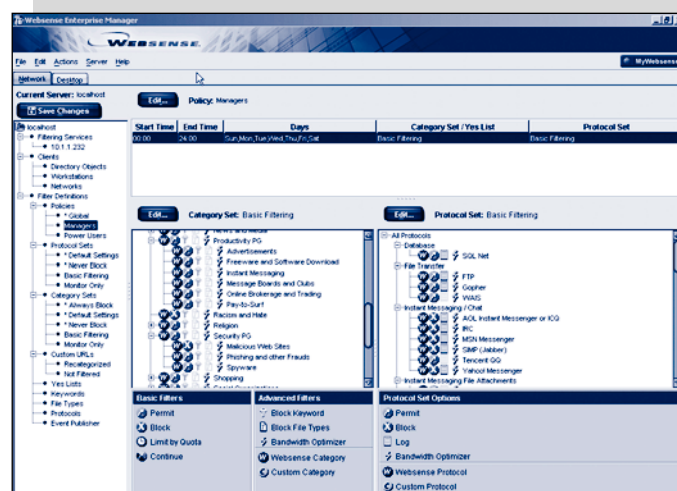 Websense Enterprise Manager
WEBSENSE
File Edit Actions Server Help
MyWebsense
Network Desktop
Current Server: localhost
Edit... Policy: Managers
Save Changes
localhost
Filtering Services
10.1.1.232
Clients
Directory Objects
Workstations
Networks
Filter Definitions
Policies
* Global
Managers
Power Users
Protocol Sets
* Default Settings
* Never Block
Basic Filtering
Monitor Only
Category Sets
* Always Block
* Default Settings
* Never Block
Basic Filtering
Monitor Only
Custom URLs
Recategorized
Not Filtered
Yes Lists
Keywords
File Types
Protocols
Event Publisher
Start Time End Time Days Category Set / Yes List Protocol Set
00:00 24:00 Sun,Mon,Tue,Wed,Thu,Fri,Sat Basic Filtering Basic Filtering
Edit... Category Set: Basic Filtering
News and Media
Productivity PG
Advertisements
Freeware and Software Download
Instant Messaging
Message Boards and Clubs
Online Brokerage and Trading
Pay-to-Surf
Racism and Hate
Religion
Security PG
Malicious Web Sites
Phishing and other Frauds
Spyware
Shopping
Social Organizations
Edit... Protocol Set: Basic Filtering
All Protocols
Database
SQL Net
File Transfer
FTP
Gopher
WAIS
Instant Messaging / Chat
AOL Instant Messenger or ICQ
IRC
MSN Messenger
SIMP (Jabber)
Tencent QQ
Yahoo! Messenger
Instant Messaging File Attachments
Basic Filters
Permit
Block
Limit by Quota
Continue
Advanced Filters
Block Keyword
Block File Types
Bandwidth Optimizer
Websense Category
Custom Category
Protocol Set Options
Permit
Block
Log
Bandwidth Optimizer
Websense Protocol
Custom Protocol